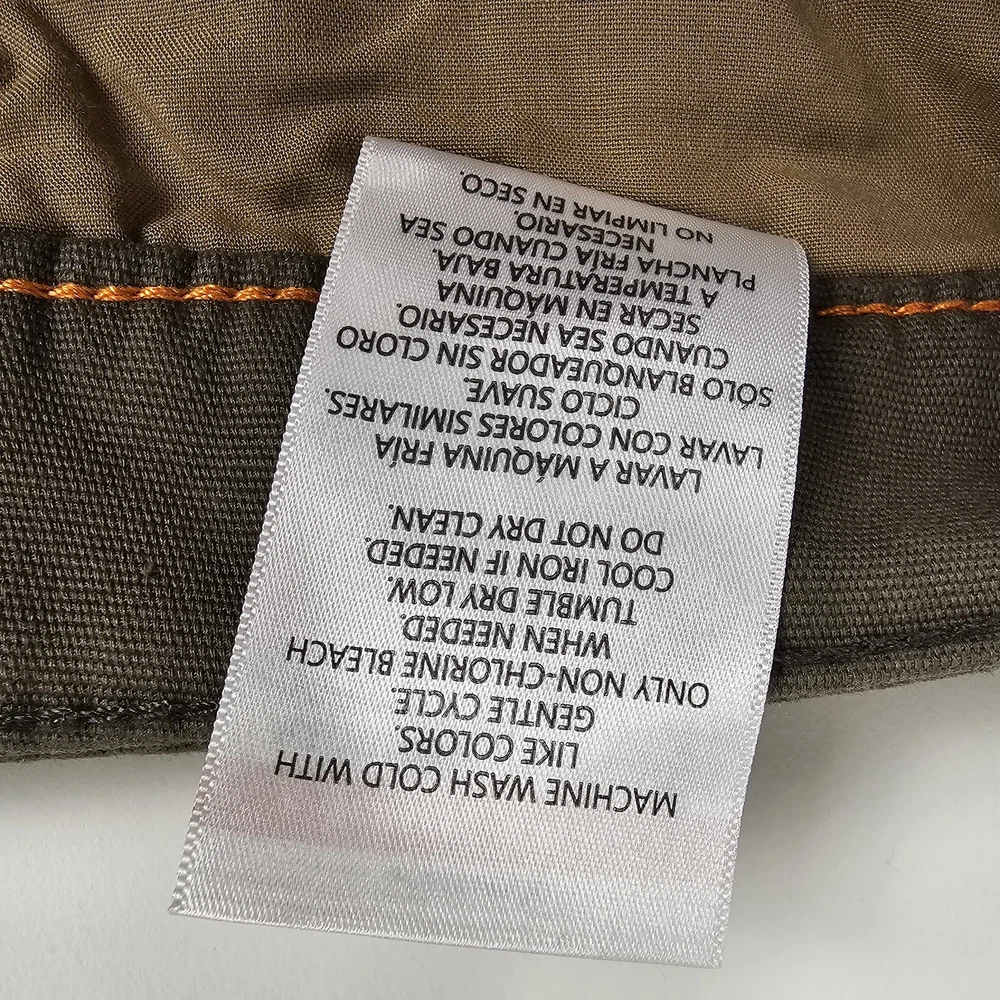 MACHINE WASH COLD WITH
LIKE COLORS.
GENTLE CYCLE.
ONLY NON-CHLORINE BLEACH
WHEN NEEDED.
TUMBLE DRY LOW.
COOL IRON IF NEEDED.
DO NOT DRY CLEAN.
LAVAR A MÁQUINA FRÍA
LAVAR CON COLORES SIMILARES.
CICLO SUAVE.
SÓLO BLANQUEADOR SIN CLORO
CUANDO SEA NECESARIO.
SECAR EN MÁQUINA
A TEMPERATURA BAJA.
PLANCHA FRÍA CUANDO SEA
NECESARIO.
NO LIMPIAR EN SECO.